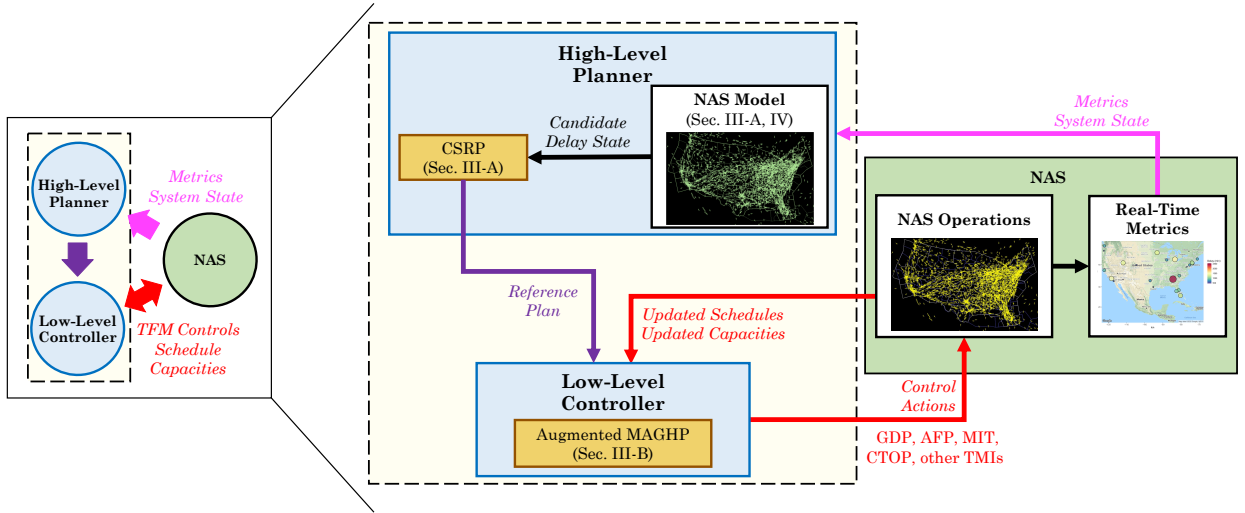 High-Level
Planner
Metrics
System State
NAS
Low-Level
Controller
TFM Controls
Schedule
Capacities
High-Level
Planner
NAS Model
(Sec. III-A, IV)
Candidate
Delay State
CSRP
(Sec. III-A)
Reference
Plan
Updated Schedules
Updated Capacities
Low-Level
Controller
Augmented MAGHP
(Sec. III-B)
Metrics
System State
NAS
NAS Operations
Real-Time
Metrics
Control
Actions
GDP, AFP, MIT,
CTOP, other TMIs